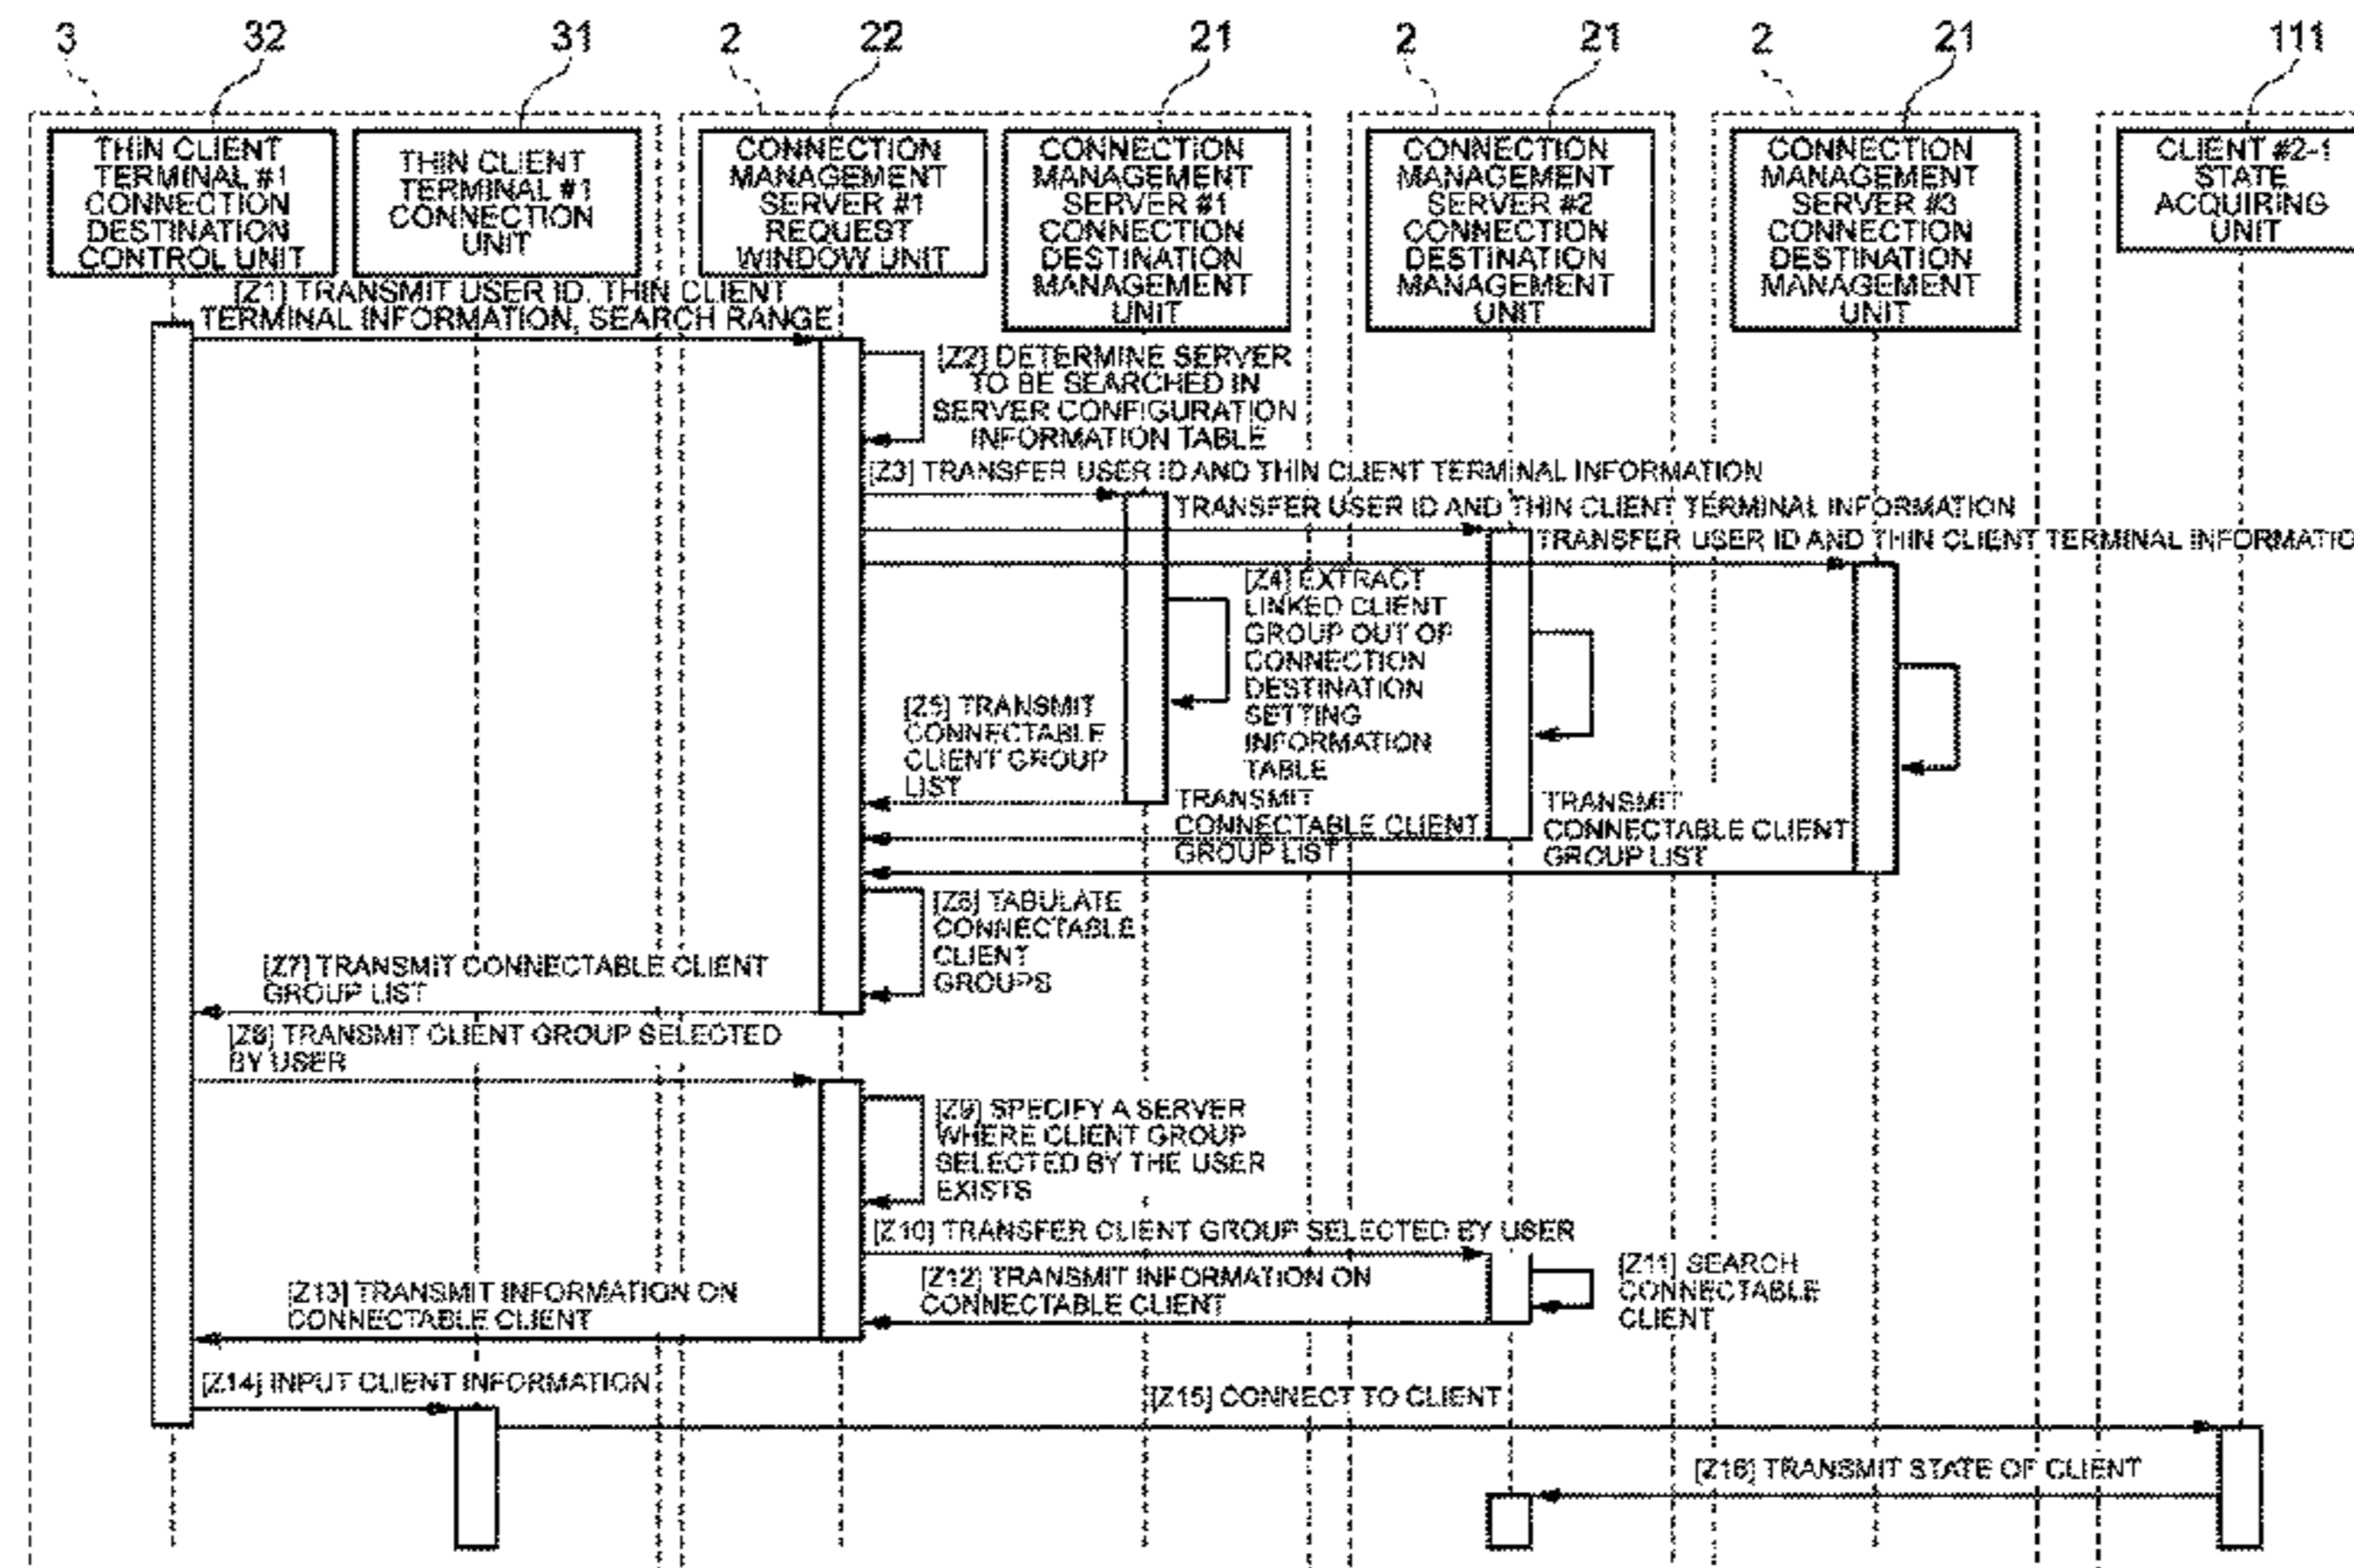 3
32
31
2
22
21
2
21
2
21
111
THIN CLIENT
TERMINAL #1
CONNECTION
DESTINATION
CONTROL UNIT
THIN CLIENT
TERMINAL #1
CONNECTION
UNIT
CONNECTION
MANAGEMENT
SERVER #1
REQUEST
WINDOW UNIT
CONNECTION
MANAGEMENT
SERVER #1
CONNECTION
DESTINATION
MANAGEMENT
UNIT
CONNECTION
MANAGEMENT
SERVER #2
CONNECTION
DESTINATION
MANAGEMENT
UNIT
CONNECTION
MANAGEMENT
SERVER #3
CONNECTION
DESTINATION
MANAGEMENT
UNIT
CLIENT #2-1
STATE
ACQUIRING
UNIT
[Z1] TRANSMIT USER ID, THIN CLIENT
TERMINAL INFORMATION, SEARCH RANGE
[Z2] DETERMINE SERVER
TO BE SEARCHED IN
SERVER CONFIGURATION
INFORMATION TABLE
[Z3] TRANSFER USER ID AND THIN CLIENT TERMINAL INFORMATION
TRANSFER USER ID AND THIN CLIENT TERMINAL INFORMATION
TRANSFER USER ID AND THIN CLIENT TERMINAL INFORMATIO
[Z4] EXTRACT
LINKED CLIENT
GROUP OUT OF
CONNECTION
DESTINATION
SETTING
INFORMATION
TABLE
[Z5] TRANSMIT
CONNECTABLE
CLIENT GROUP
LIST
TRANSMIT
CONNECTABLE CLIENT
GROUP LIST
TRANSMIT
CONNECTABLE CLIENT
GROUP LIST
[Z6] TABULATE
CONNECTABLE
CLIENT
GROUPS
[Z7] TRANSMIT CONNECTABLE CLIENT
GROUP LIST
[Z8] TRANSMIT CLIENT GROUP SELECTED
BY USER
[Z9] SPECIFY A SERVER
WHERE CLIENT GROUP
SELECTED BY THE USER
EXISTS
[Z10] TRANSFER CLIENT GROUP SELECTED BY USER
[Z11] SEARCH
CONNECTABLE
CLIENT
[Z12] TRANSMIT INFORMATION ON
CONNECTABLE CLIENT
[Z13] TRANSMIT INFORMATION ON
CONNECTABLE CLIENT
[Z14] INPUT CLIENT INFORMATION
[Z15] CONNECT TO CLIENT
[Z16] TRANSMIT STATE OF CLIENT